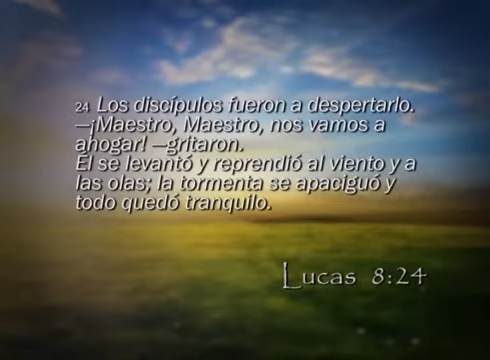 24 Los discípulos fueron a despertarlo.
—¡Maestro, Maestro, nos vamos a
ahogar! —gritaron.
Él se levantó y reprendió al viento y a
las olas; la tormenta se apaciguó y
todo quedó tranquilo.
Lucas 8:24